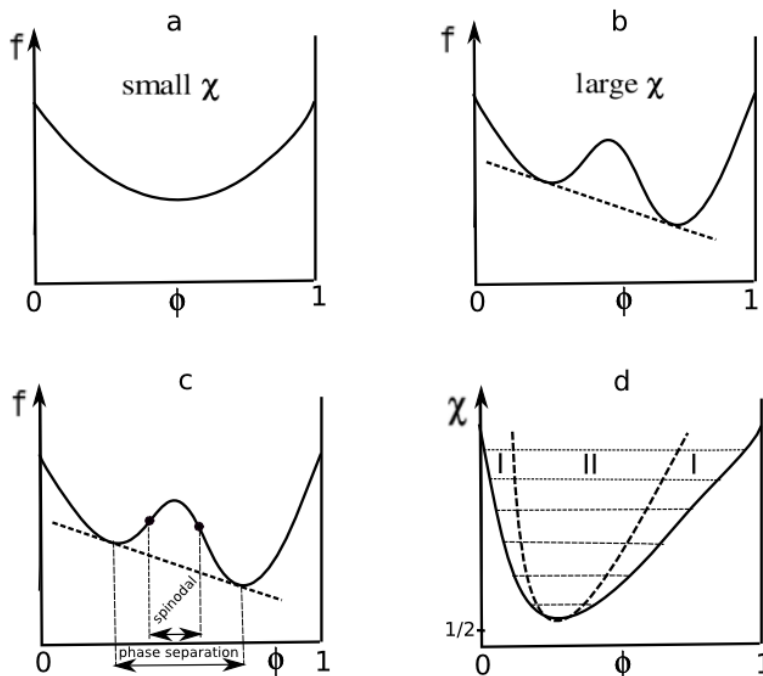 a
f
small χ
0
ϕ
1
b
f
large χ
0
ϕ
1
c
f
spinodal
phase separation
0
ϕ
1
d
χ
I
II
I
1/2
0
ϕ
1